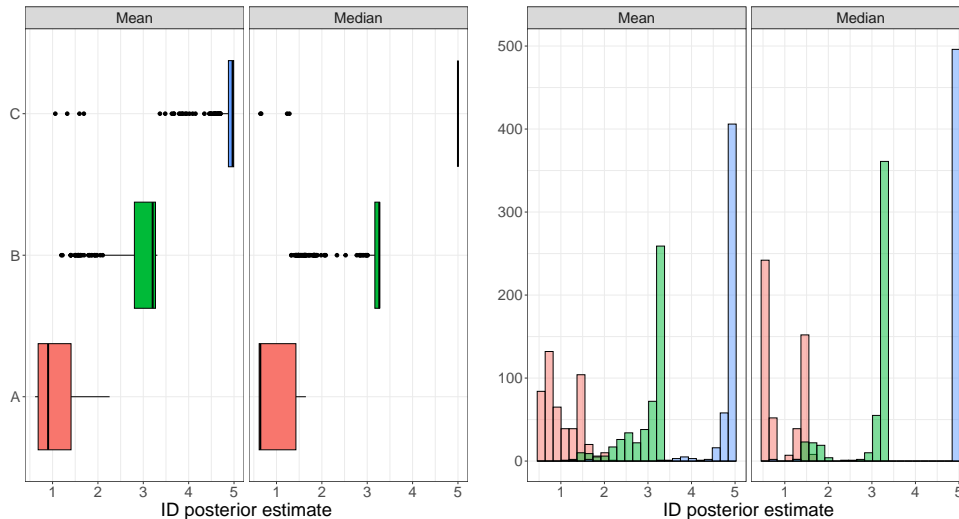 Mean Median
C
B
A
1 2 3 4 5 1 2 3 4 5
ID posterior estimate
Mean Median
500
400
300
200
100
0
1 2 3 4 5 1 2 3 4 5
ID posterior estimate